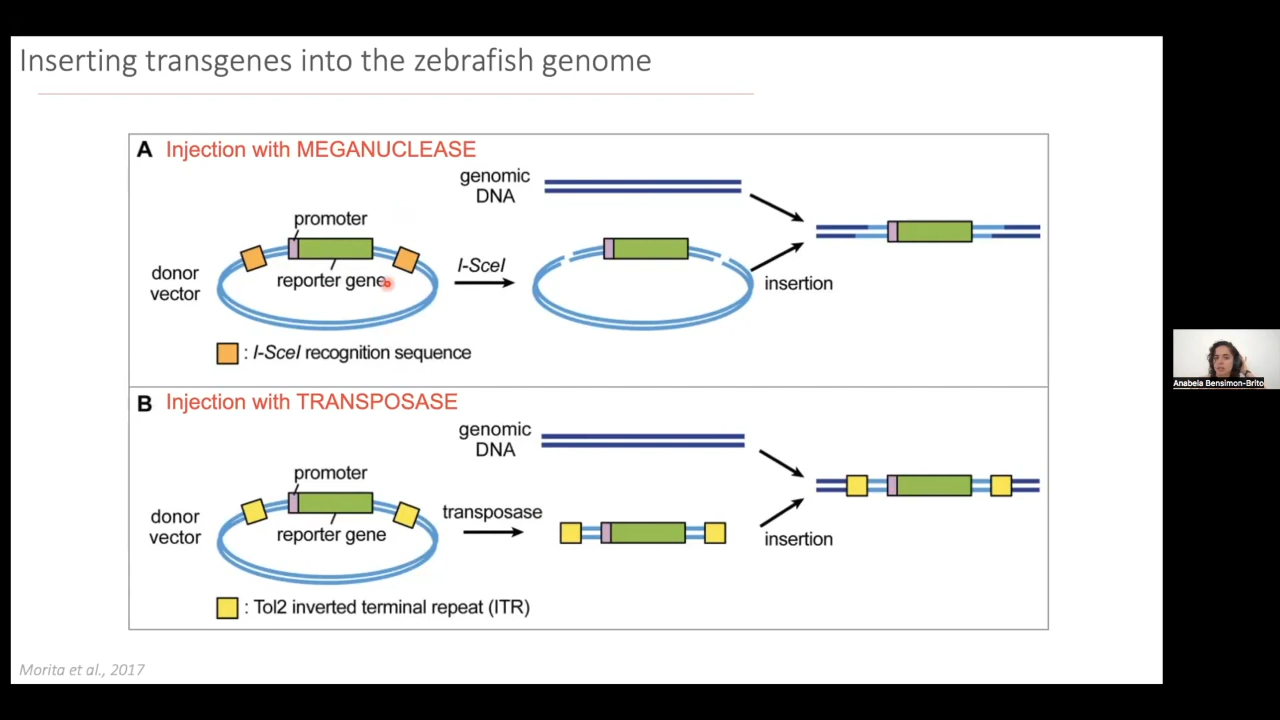 Inserting transgenes into the zebrafish genome
A Injection with MEGANUCLEASE
genomic
DNA
promoter
donor
vector
reporter gene
I-SceI
insertion
: I-SceI recognition sequence
B Injection with TRANSPOSASE
genomic
DNA
promoter
donor
vector
reporter gene
transposase
insertion
: Tol2 inverted terminal repeat (ITR)
Morita et al., 2017
Anabela Bensimon-Brito